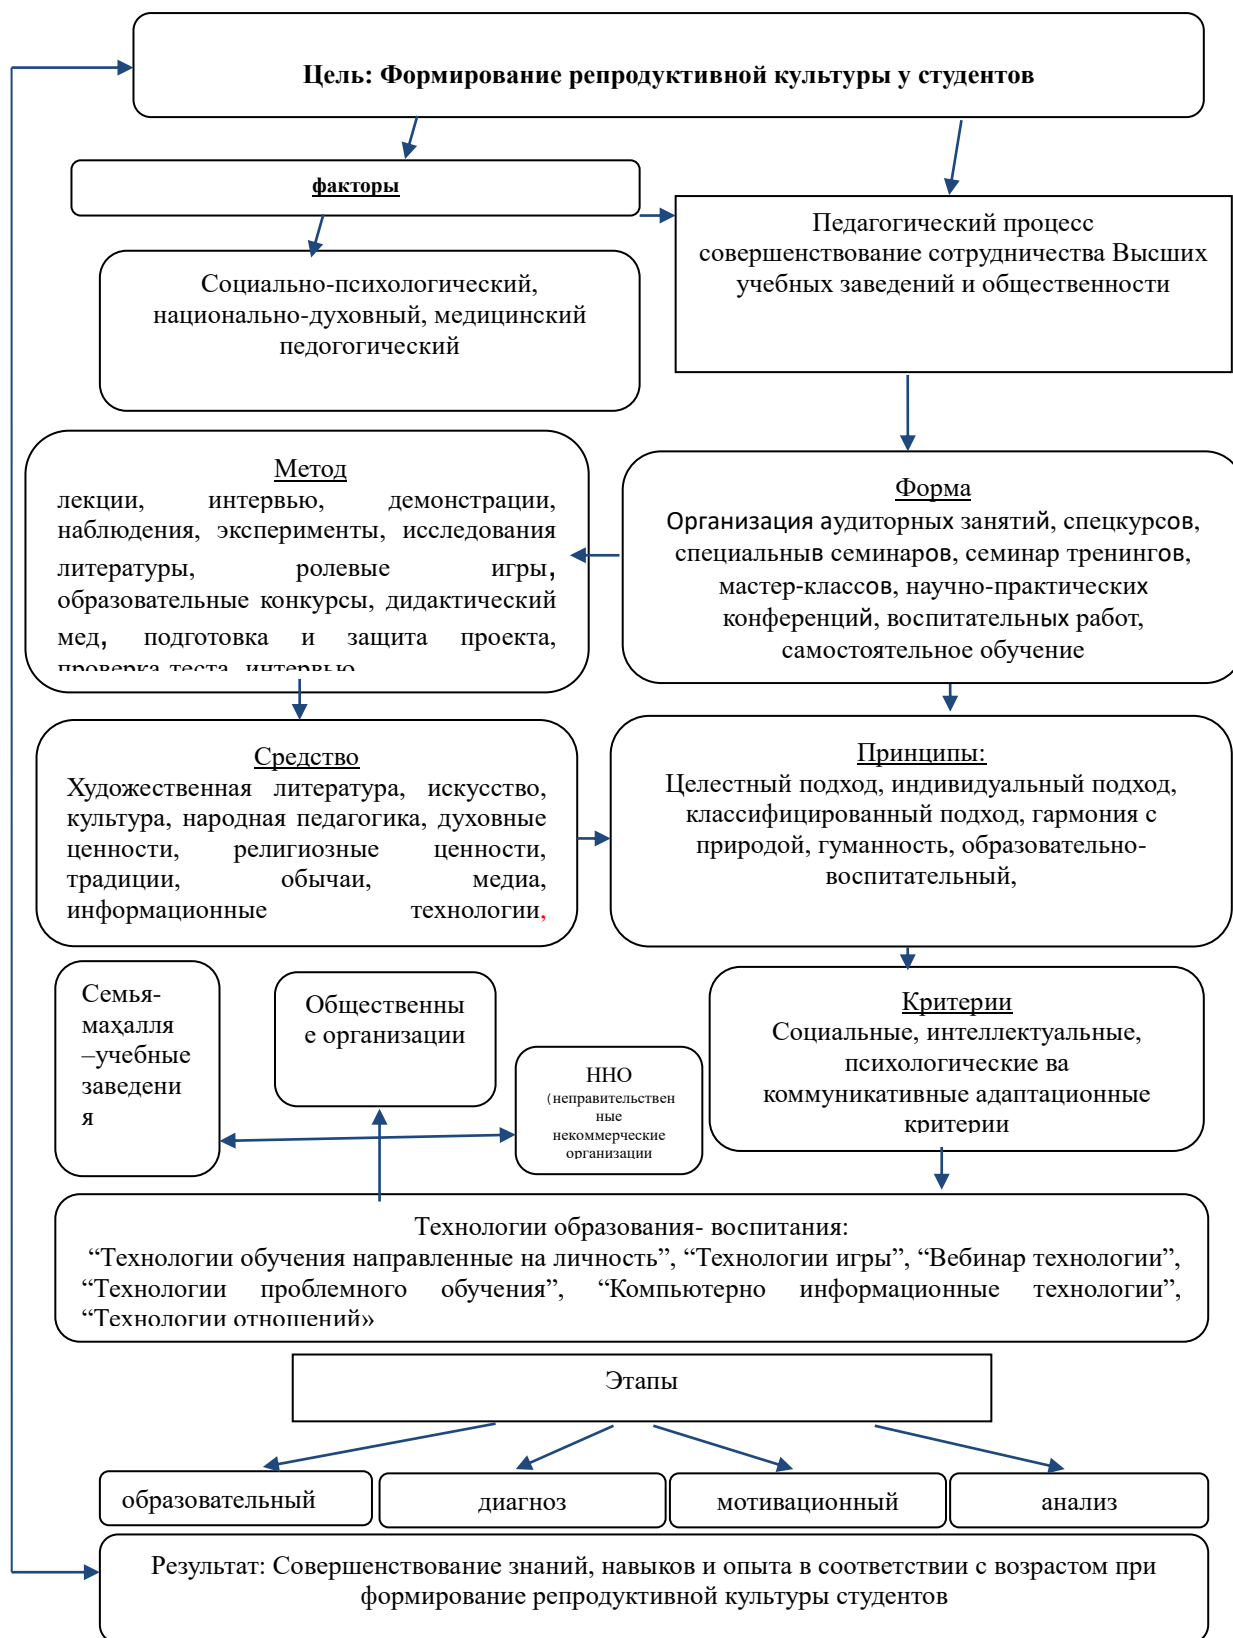 Цель: Формирование репродуктивной культуры у студентов
факторы
Социально-психологический,
национально-духовный, медицинский
педогогический
Педагогический процесс
совершенствование сотрудничества Высших
учебных заведений и общественности
Метод
лекции, интервью, демонстрации,
наблюдения, эксперименты, исследования
литературы, ролевые игры,
образовательные конкурсы, дидактический
мед, подготовка и защита проекта,
проверка теста, интервью
Форма
Организация аудиторных занятий, спецкурсов,
специальныв семинаров, семинар тренингов,
мастер-классов, научно-практических
конференций, воспитательных работ,
самостоятельное обучение
Средство
Художественная литература, искусство,
культура, народная педагогика, духовные
ценности, религиозные ценности,
традиции, обычаи, медиа,
информационные технологии,
Принципы:
Целестный подход, индивидуальный подход,
классифицированный подход, гармония с
природой, гуманность, образовательно-
воспитательный,
Семья-
маҳалля
–учебные
заведени
я
Общественны
е организации
ННО
(неправительствен
ные
некоммерческие
организации
Критерии
Социальные, интеллектуальные,
психологические ва
коммуникативные адаптационные
критерии
Технологии образования- воспитания:
“Технологии обучения направленные на личность”, “Технологии игры”, “Вебинар технологии”,
“Технологии проблемного обучения”, “Компьютерно информационные технологии”,
“Технологии отношений»
Этапы
образовательный
диагноз
мотивационный
анализ
Результат: Совершенствование знаний, навыков и опыта в соответствии с возрастом при
формирование репродуктивной культуры студентов